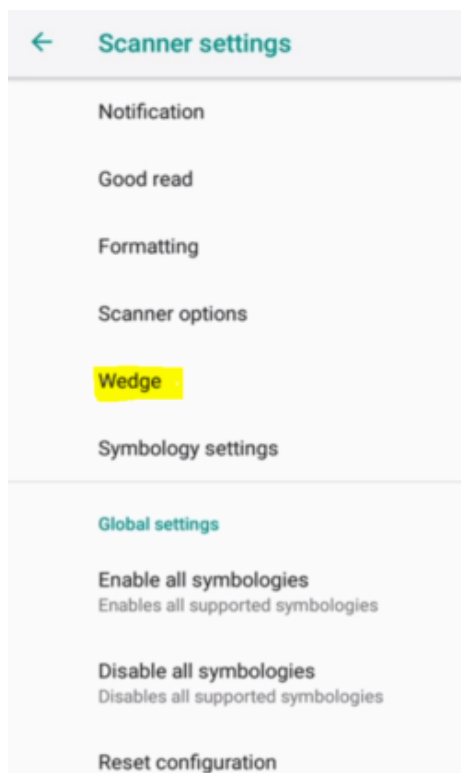 Scanner settings
Notification
Good read
Formatting
Scanner options
Wedge
Symbology settings
Global settings
Enable all symbologies
Enables all supported symbologies
Disable all symbologies
Disables all supported symbologies
Reset configuration